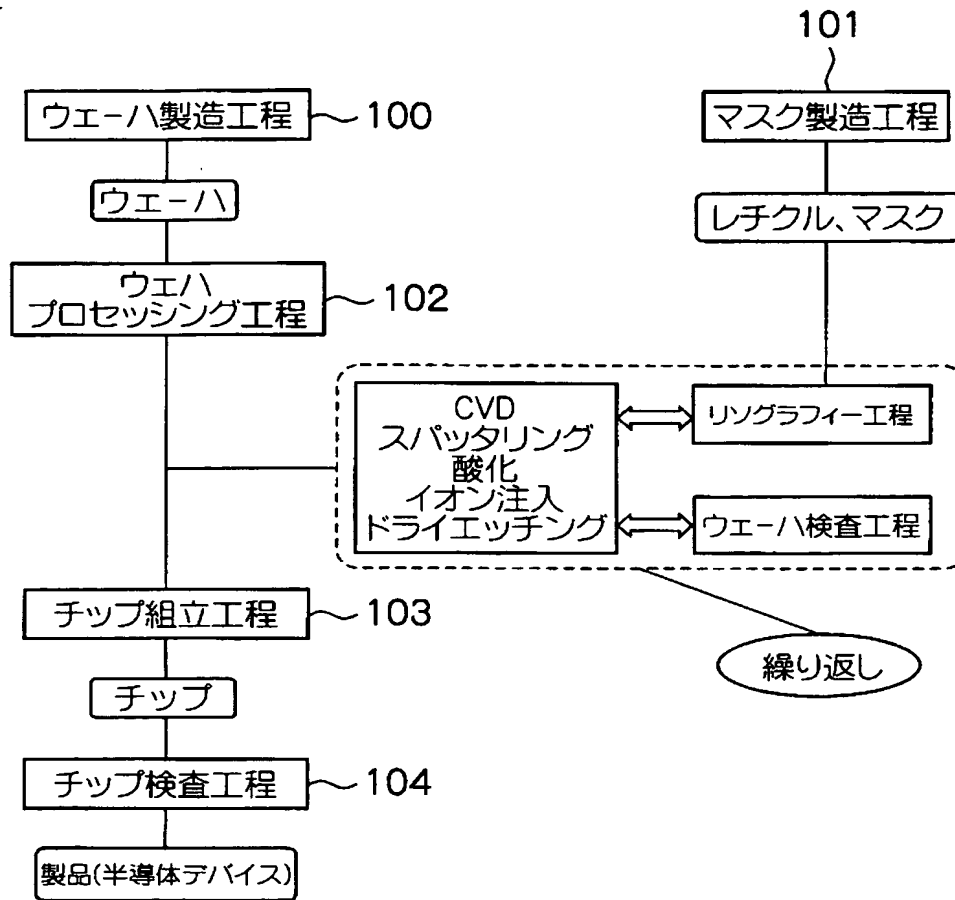 101
ウェーハ製造工程 100
マスク製造工程
ウェーハ
レチクル、マスク
ウェハ
プロセッシング工程 102
CVD
スパッタリング
酸化
イオン注入
ドライエッチング
リソグラフィー工程
ウェーハ検査工程
チップ組立工程 103
繰り返し
チップ
チップ検査工程 104
製品(半導体デバイス)